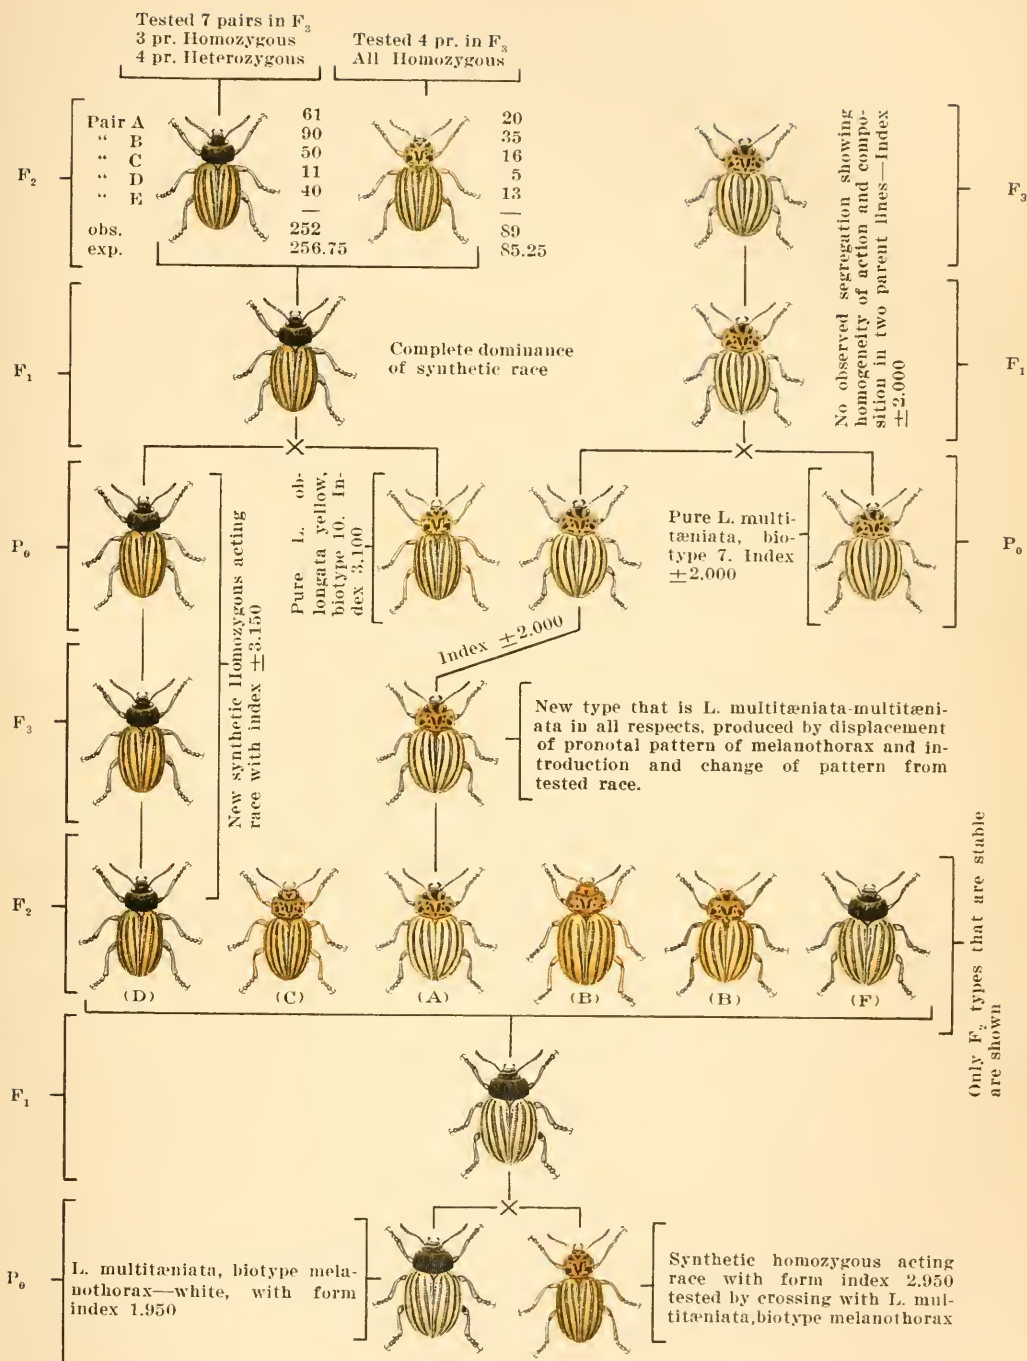 Tested 7 pairs in F₃
3 pr. Homozygous
4 pr. Heterozygous
Tested 4 pr. in F₃
All Homozygous
F₂
Pair A 61 20
“ B 90 35
“ C 50 16
“ D 11 5
“ E 40 13
obs. 252 89
exp. 256.75 85.25
No observed segregation showing
homogeneity of action and compo-
sition in two parent lines—Index
±2.000
F₃
F₁
Complete dominance
of synthetic race
F₁
P₀
New synthetic Homozygous acting
race with index ±3.150
Pure L. ob-
longata yellow,
biotype 10. In-
dex 3.100
Pure L. multi-
tæniata, bio-
type 7. Index
±2.000
P₀
Index ±2.000
F₃
New type that is L. multitæniata-multitæni-
ata in all respects, produced by displacement
of pronotal pattern of melanothorax and in-
troduction and change of pattern from
tested race.
F₂
(D) (C) (A) (B) (B) (F)
Only F₂ types that are stable
are shown
F₁
P₀
L. multitæniata, biotype mela-
nothorax—white, with form
index 1.950
Synthetic homozygous acting
race with form index 2.950
tested by crossing with L. mul-
titæniata, biotype melanothorax